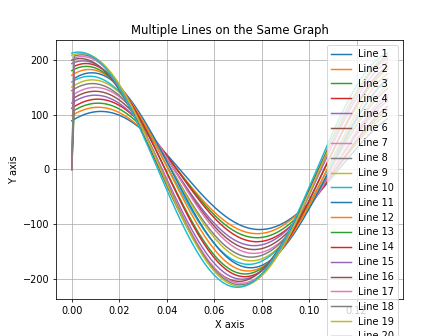 Multiple Lines on the Same Graph
Y axis
200
100
0
−100
−200
0.00
0.02
0.04
0.06
0.08
0.10
X axis
Line 1
Line 2
Line 3
Line 4
Line 5
Line 6
Line 7
Line 8
Line 9
Line 10
Line 11
Line 12
Line 13
Line 14
Line 15
Line 16
Line 17
Line 18
Line 19
Line 20